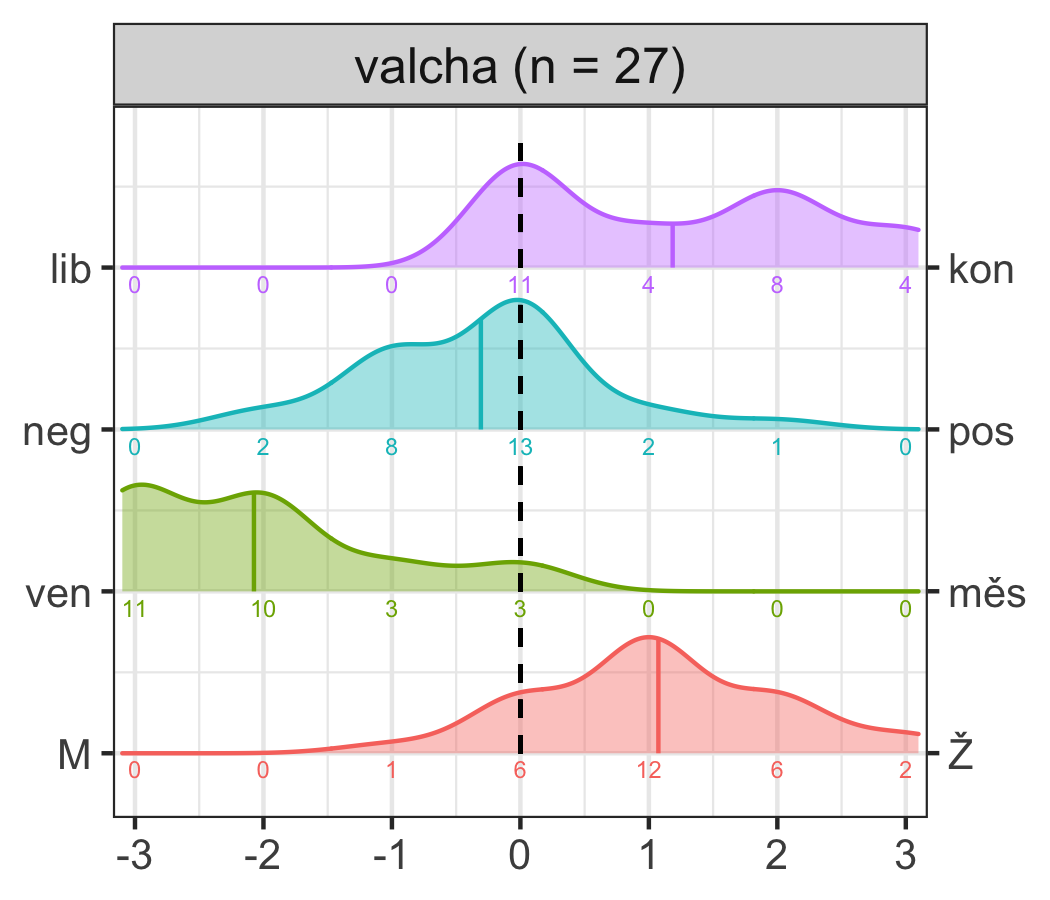 valcha (n = 27)
lib kon
0 0 0 11 4 8 4
neg pos
0 2 8 13 2 1 0
ven měs
11 10 3 3 0 0 0
M Ž
0 0 1 6 12 6 2
-3 -2 -1 0 1 2 3